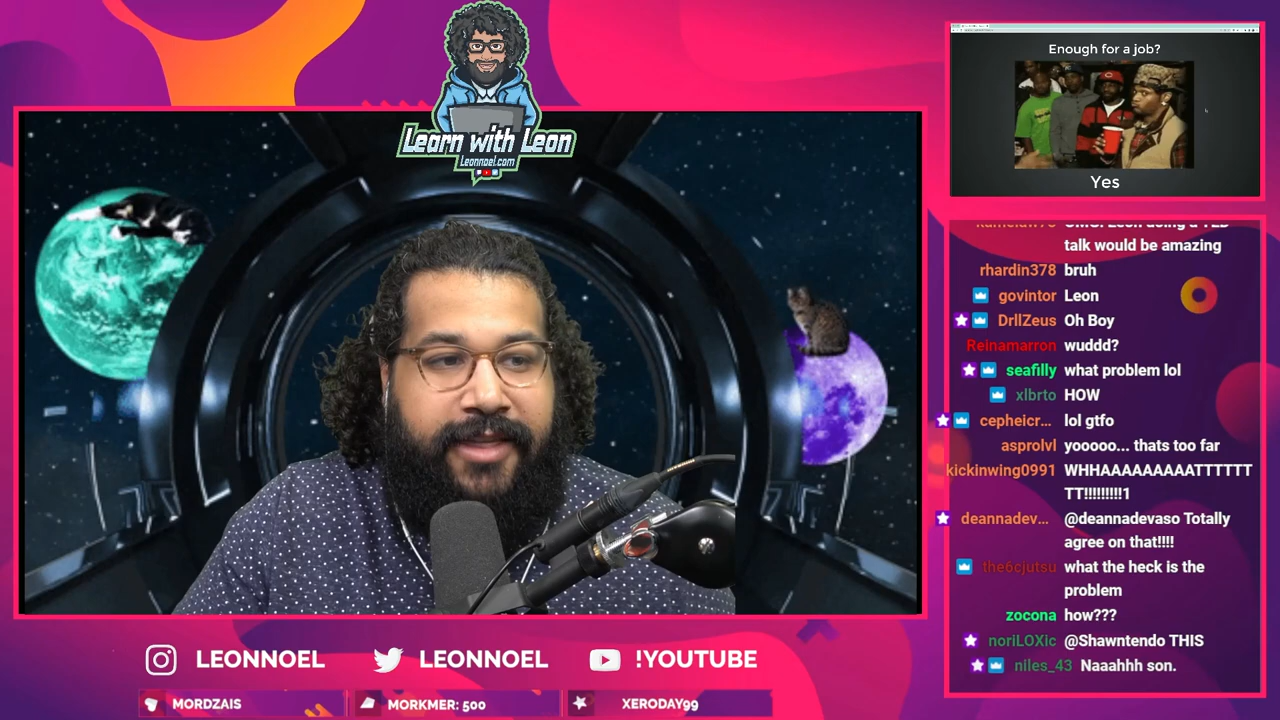 Learn with Leon
Leonnoel.com
Enough for a job?
Yes
talk would be amazing
rhardin378 bruh
govintor Leon
DrllZeus Oh Boy
Reinamarron wuddd?
seafilly what problem lol
xlbrto HOW
cepheicr... lol gtfo
asprolvl yooooo... thats too far
kickinwing0991 WHHAAAAAAAAATTTTTT
TT!!!!!!!!!1
deannadev... @deannadevaso Totally
agree on that!!!!
the6cjutsu what the heck is the
problem
zocona how???
noriLOXic @Shawntendo THIS
niles_43 Naaahhh son.
LEONNOEL LEONNOEL !YOUTUBE
MORDZAIS MORKMER: 500 XERODAY99